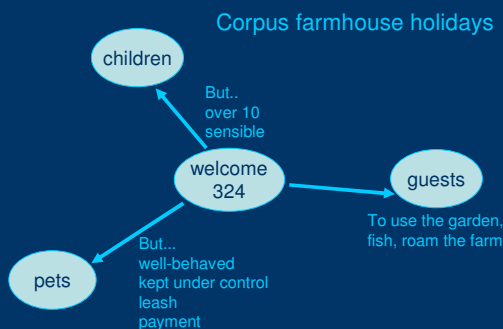 Corpus farmhouse holidays
children
But..
over 10
sensible
welcome
324
guests
To use the garden,
fish, roam the farm
But...
well-behaved
kept under control
leash
payment
pets